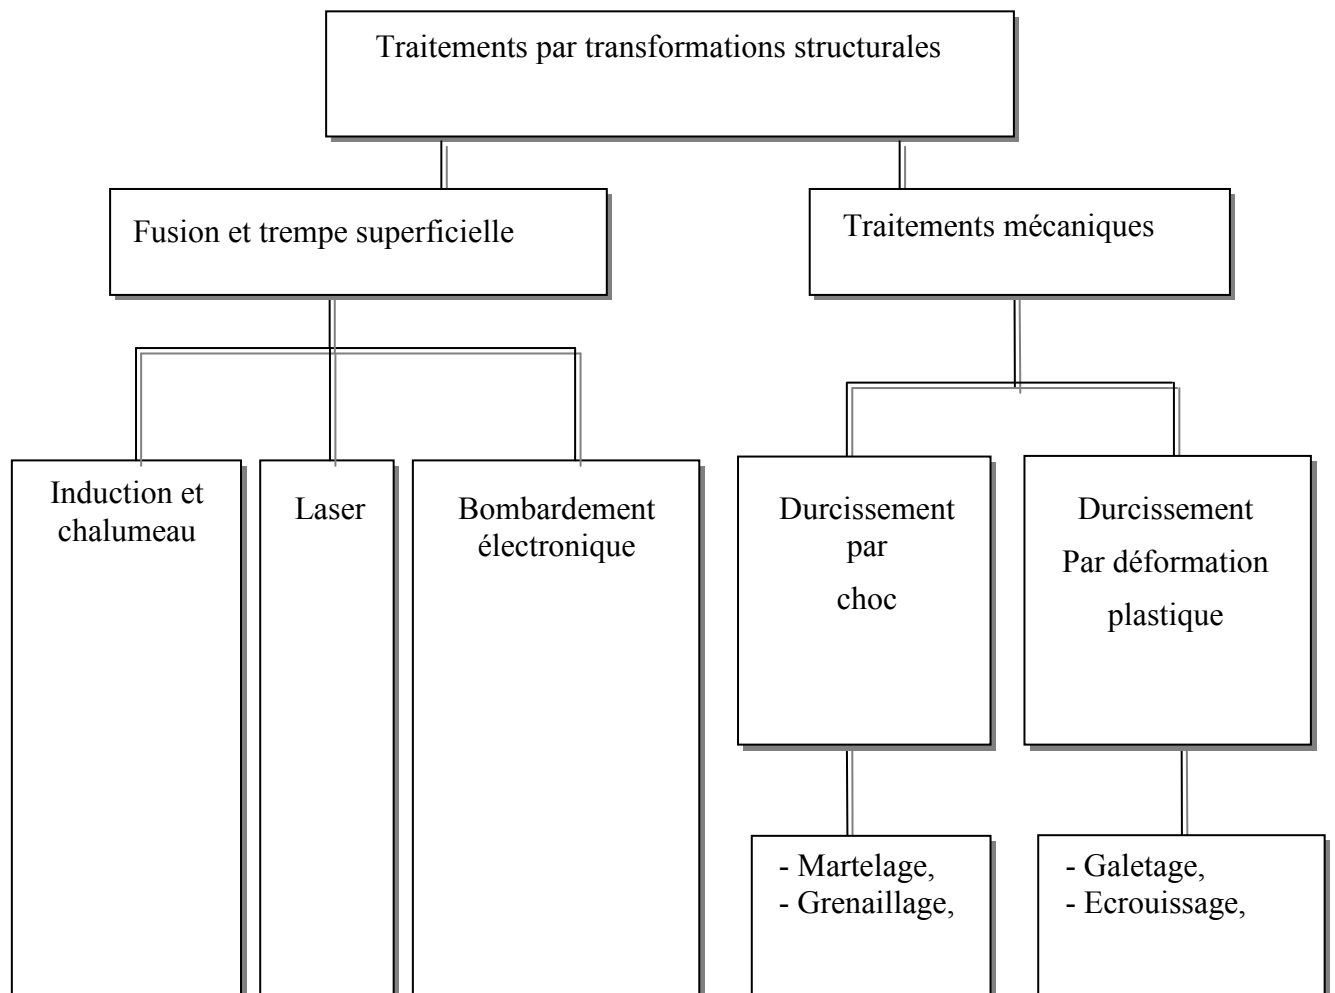 Traitements par transformations structurales
Fusion et trempe superficielle
Traitements mécaniques
Induction et
chalumeau
Laser
Bombardement
électronique
Durcissement
par
choc
Durcissement
Par déformation
plastique
- Martelage,
- Grenaillage,
- Galetage,
- Ecrouissage,